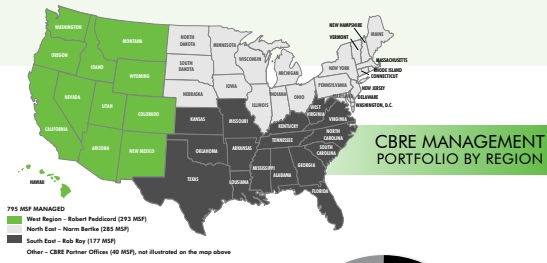 WASHINGTON
OREGON
CALIFORNIA
NEVADA
IDAHO
MONTANA
WYOMING
UTAH
COLORADO
ARIZONA
NEW MEXICO
HAWAII
NORTH
DAKOTA
SOUTH
DAKOTA
NEBRASKA
MINNESOTA
IOWA
WISCONSIN
ILLINOIS
MICHIGAN
INDIANA
OHIO
PENNSYLVANIA
NEW YORK
VERMONT
NEW HAMPSHIRE
MAINE
MASSACHUSETTS
RHODE ISLAND
CONNECTICUT
NEW JERSEY
DELAWARE
MARYLAND
WASHINGTON, D.C.
KANSAS
MISSOURI
KENTUCKY
WEST
VIRGINIA
VIRGINIA
NORTH
CAROLINA
SOUTH
CAROLINA
TENNESSEE
OKLAHOMA
ARKANSAS
TEXAS
LOUISIANA
MISSISSIPPI
ALABAMA
GEORGIA
FLORIDA
CBRE MANAGEMENT
PORTFOLIO BY REGION
795 MSF MANAGED
West Region – Robert Peddicord (293 MSF)
North East – Norm Bertke (285 MSF)
South East – Rob Roy (177 MSF)
Other – CBRE Partner Offices (40 MSF), not illustrated on the map above